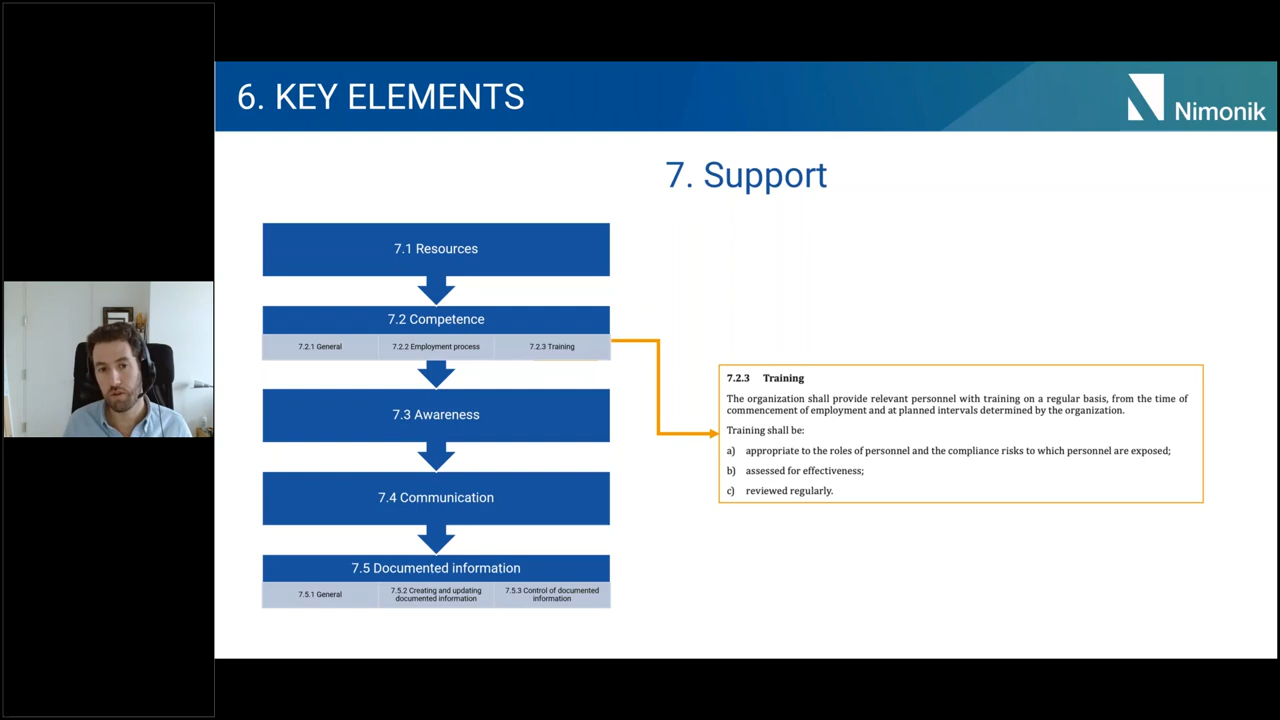 6. KEY ELEMENTS
Nimonik
7. Support
7.1 Resources
7.2 Competence
7.2.1 General
7.2.2 Employment process
7.2.3 Training
7.3 Awareness
7.4 Communication
7.5 Documented information
7.5.1 General
7.5.2 Creating and updating
documented information
7.5.3 Control of documented
information
7.2.3 Training
The organization shall provide relevant personnel with training on a regular basis, from the time of
commencement of employment and at planned intervals determined by the organization.
Training shall be:
a) appropriate to the roles of personnel and the compliance risks to which personnel are exposed;
b) assessed for effectiveness;
c) reviewed regularly.